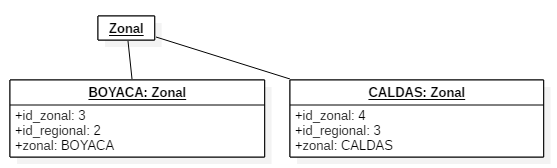 Zonal
BOYACA: Zonal
+id_zonal: 3
+id_regional: 2
+zonal: BOYACA
CALDAS: Zonal
+id_zonal: 4
+id_regional: 3
+zonal: CALDAS